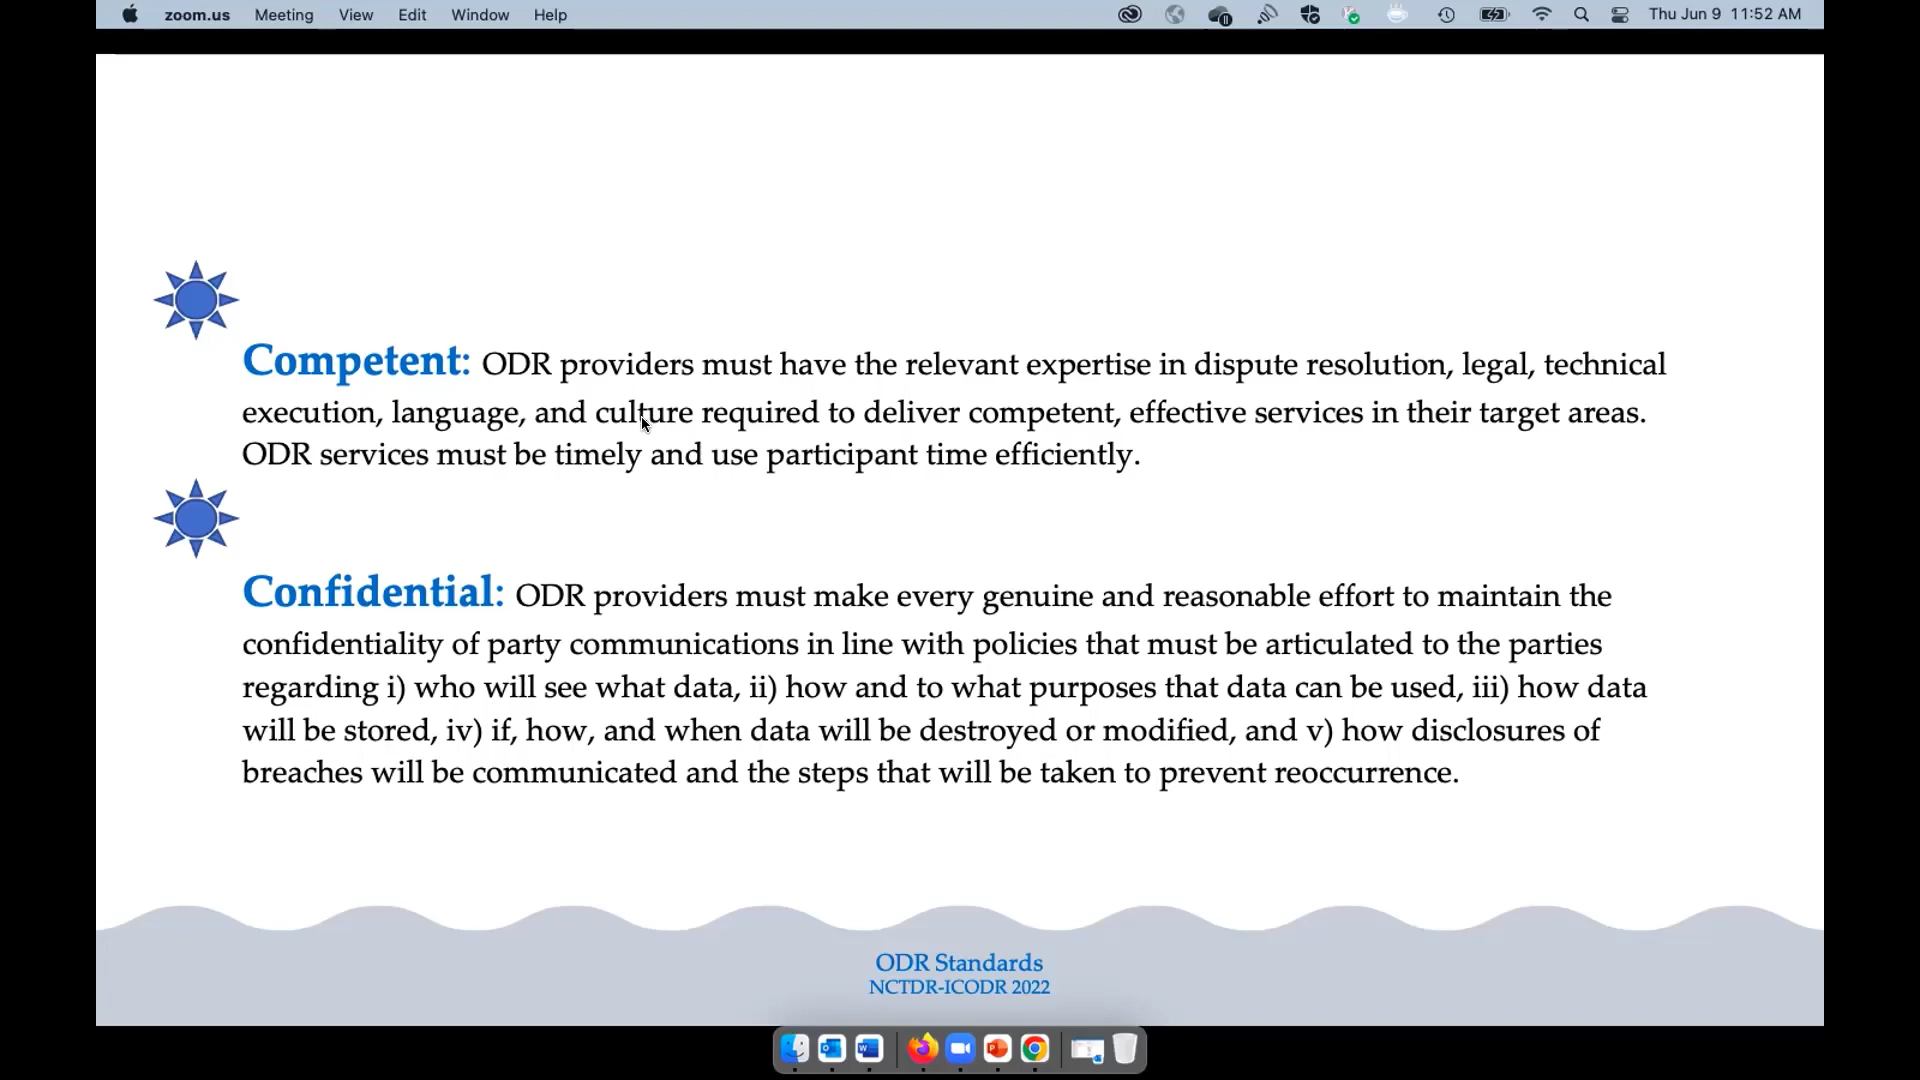 zoom.us Meeting View Edit Window Help Thu Jun 9 11:52 AM
Competent: ODR providers must have the relevant expertise in dispute resolution, legal, technical
execution, language, and culture required to deliver competent, effective services in their target areas.
ODR services must be timely and use participant time efficiently.
Confidential: ODR providers must make every genuine and reasonable effort to maintain the
confidentiality of party communications in line with policies that must be articulated to the parties
regarding i) who will see what data, ii) how and to what purposes that data can be used, iii) how data
will be stored, iv) if, how, and when data will be destroyed or modified, and v) how disclosures of
breaches will be communicated and the steps that will be taken to prevent reoccurrence.
ODR Standards
NCTDR-ICODR 2022